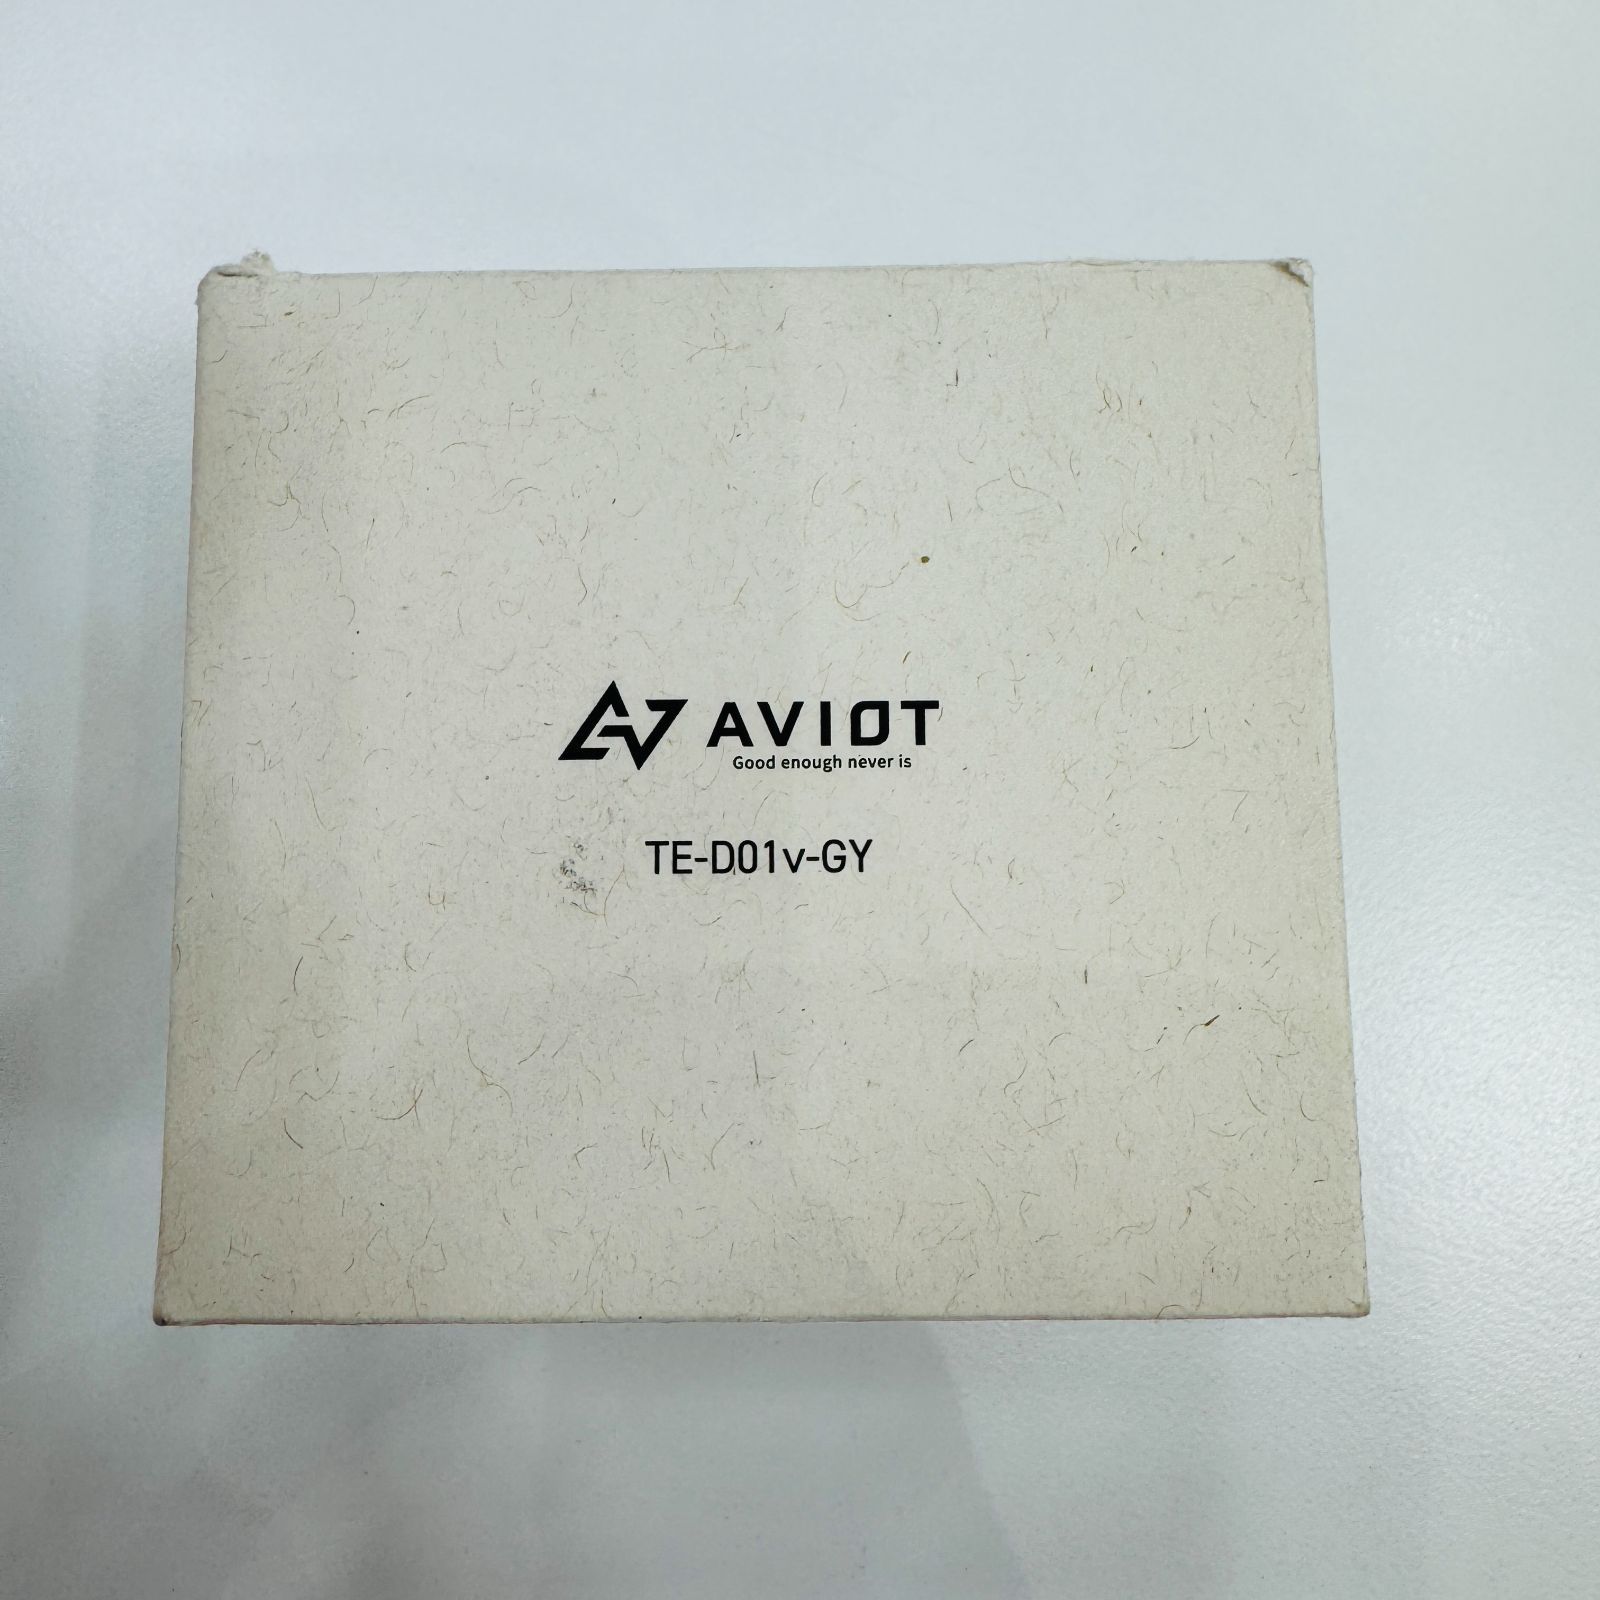 AVIOT
Good enough never is
TE-D01v-GY